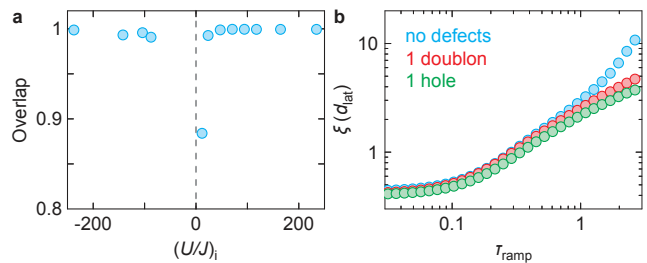 a
Overlap
1
0.9
0.8
-200
0
200
(U/J)i
b
no defects
1 doublon
1 hole
ξ (dlat)
10
1
0.1
1
τramp